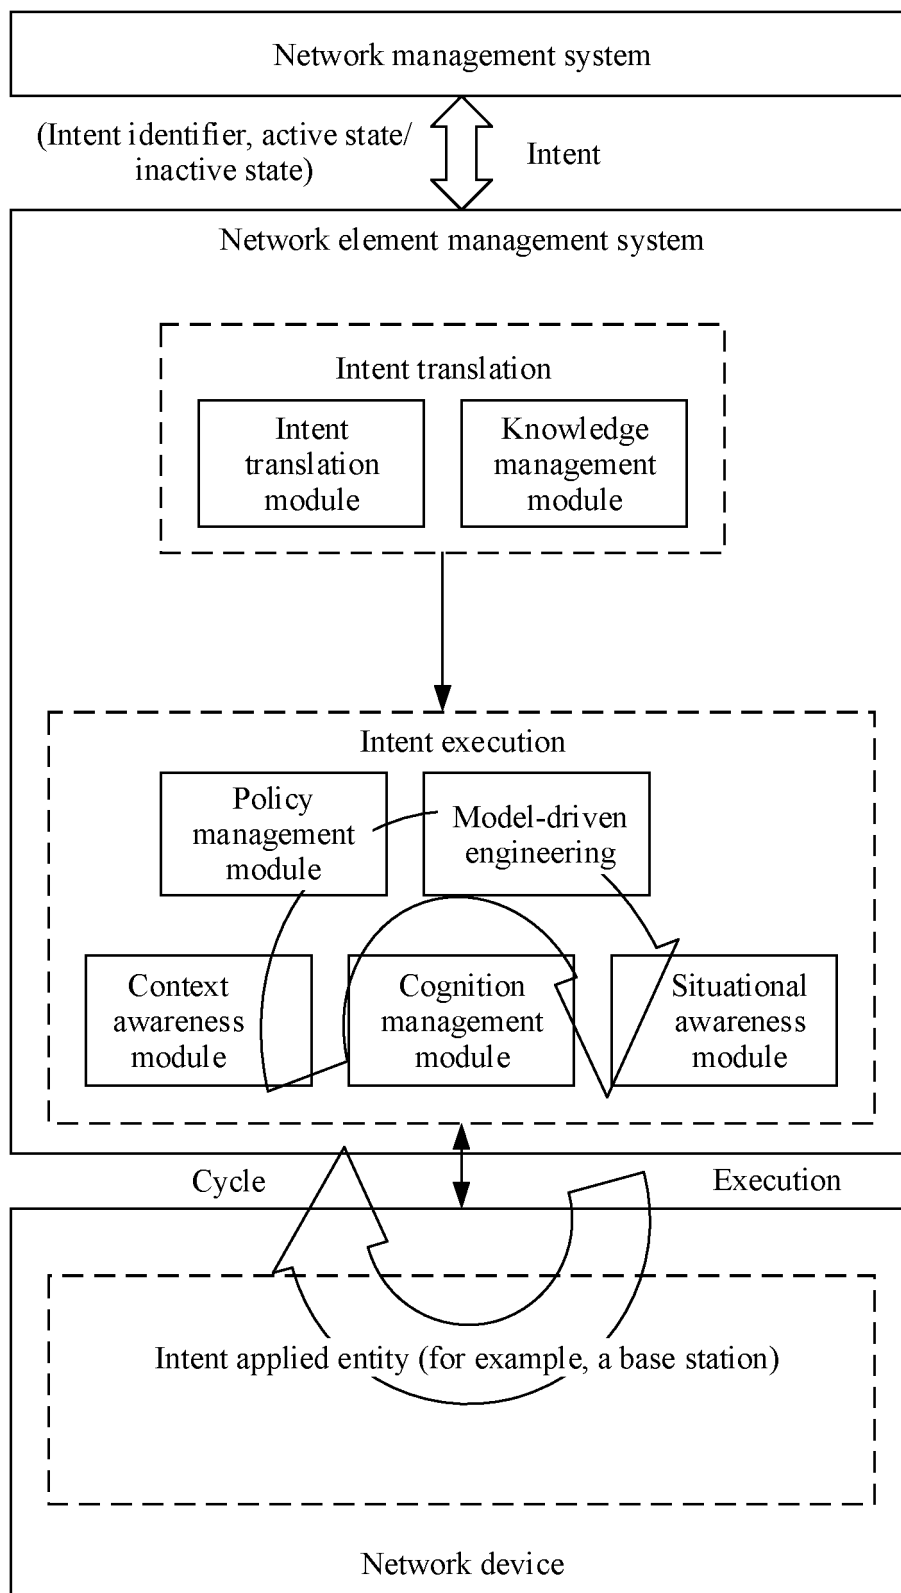 Network management system
(Intent identifier, active state/
inactive state)
Intent
Network element management system
Intent translation
Intent
translation
module
Knowledge
management
module
Intent execution
Policy
management
module
Model-driven
engineering
Context
awareness
module
Cognition
management
module
Situational
awareness
module
Cycle
Execution
Intent applied entity (for example, a base station)
Network device